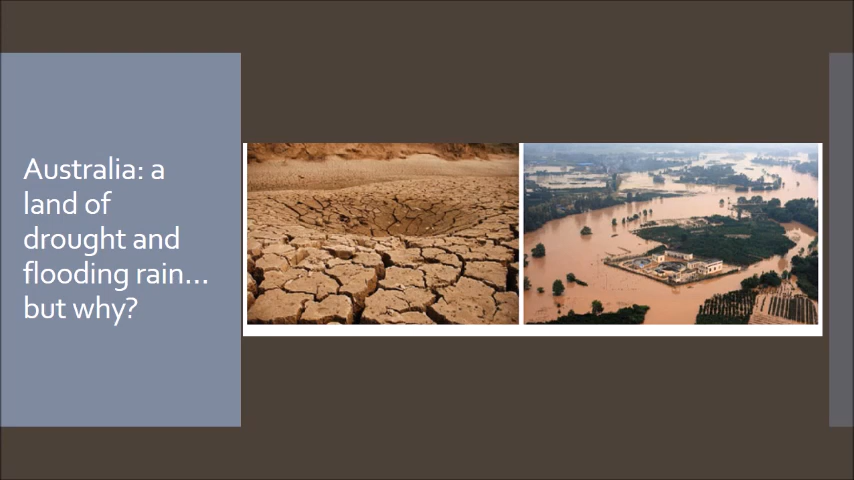 Australia: a
land of
drought and
flooding rain...
but why?